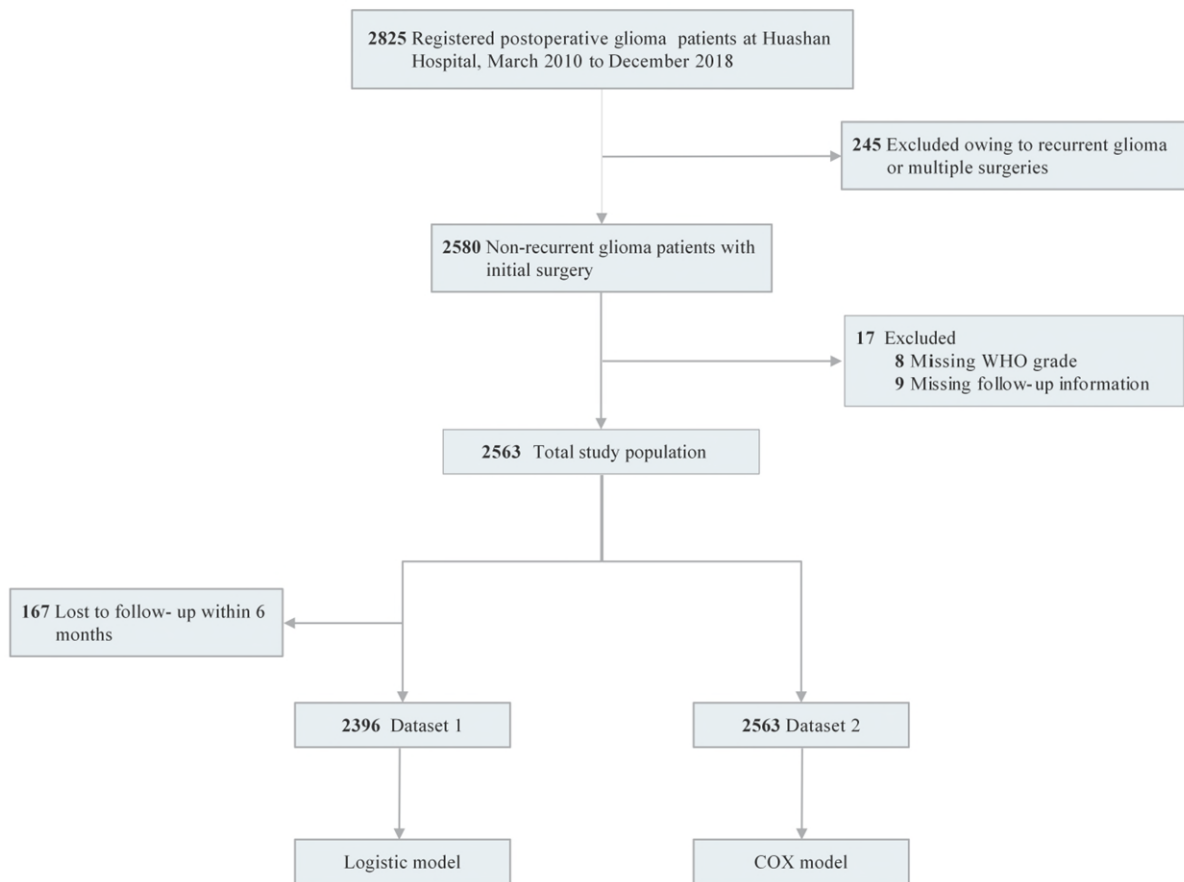 2825 Registered postoperative glioma patients at Huashan
Hospital, March 2010 to December 2018
245 Excluded owing to recurrent glioma
or multiple surgeries
2580 Non-recurrent glioma patients with
initial surgery
17 Excluded
8 Missing WHO grade
9 Missing follow-up information
2563 Total study population
167 Lost to follow- up within 6
months
2396 Dataset 1
2563 Dataset 2
Logistic model
COX model